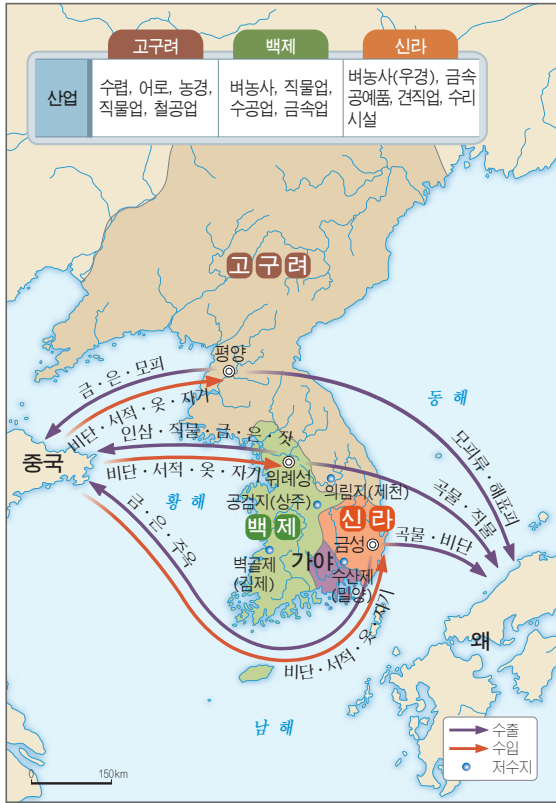 고구려
백제
신라
산업
수렵, 어로, 농경,
직물업, 철공업
벼농사, 직물업,
수공업, 금속업
벼농사(우경), 금속
공예품, 견직업, 수리
시설
고구려
평양
금·은·모피
비단·서적·옷·자기
인삼·직물·금·은·잣
중국
비단·서적·옷·자기
위례성
동해
모피류·해표피
곡물·직물
황해
공검지(상주)
의림지(제천)
금·은·주옥
백제
신라
금성
곡물·비단
벽골제
(김제)
가야
수산제
(밀양)
왜
비단·서적·옷·자기
남해
수출
수입
저수지
0
150km